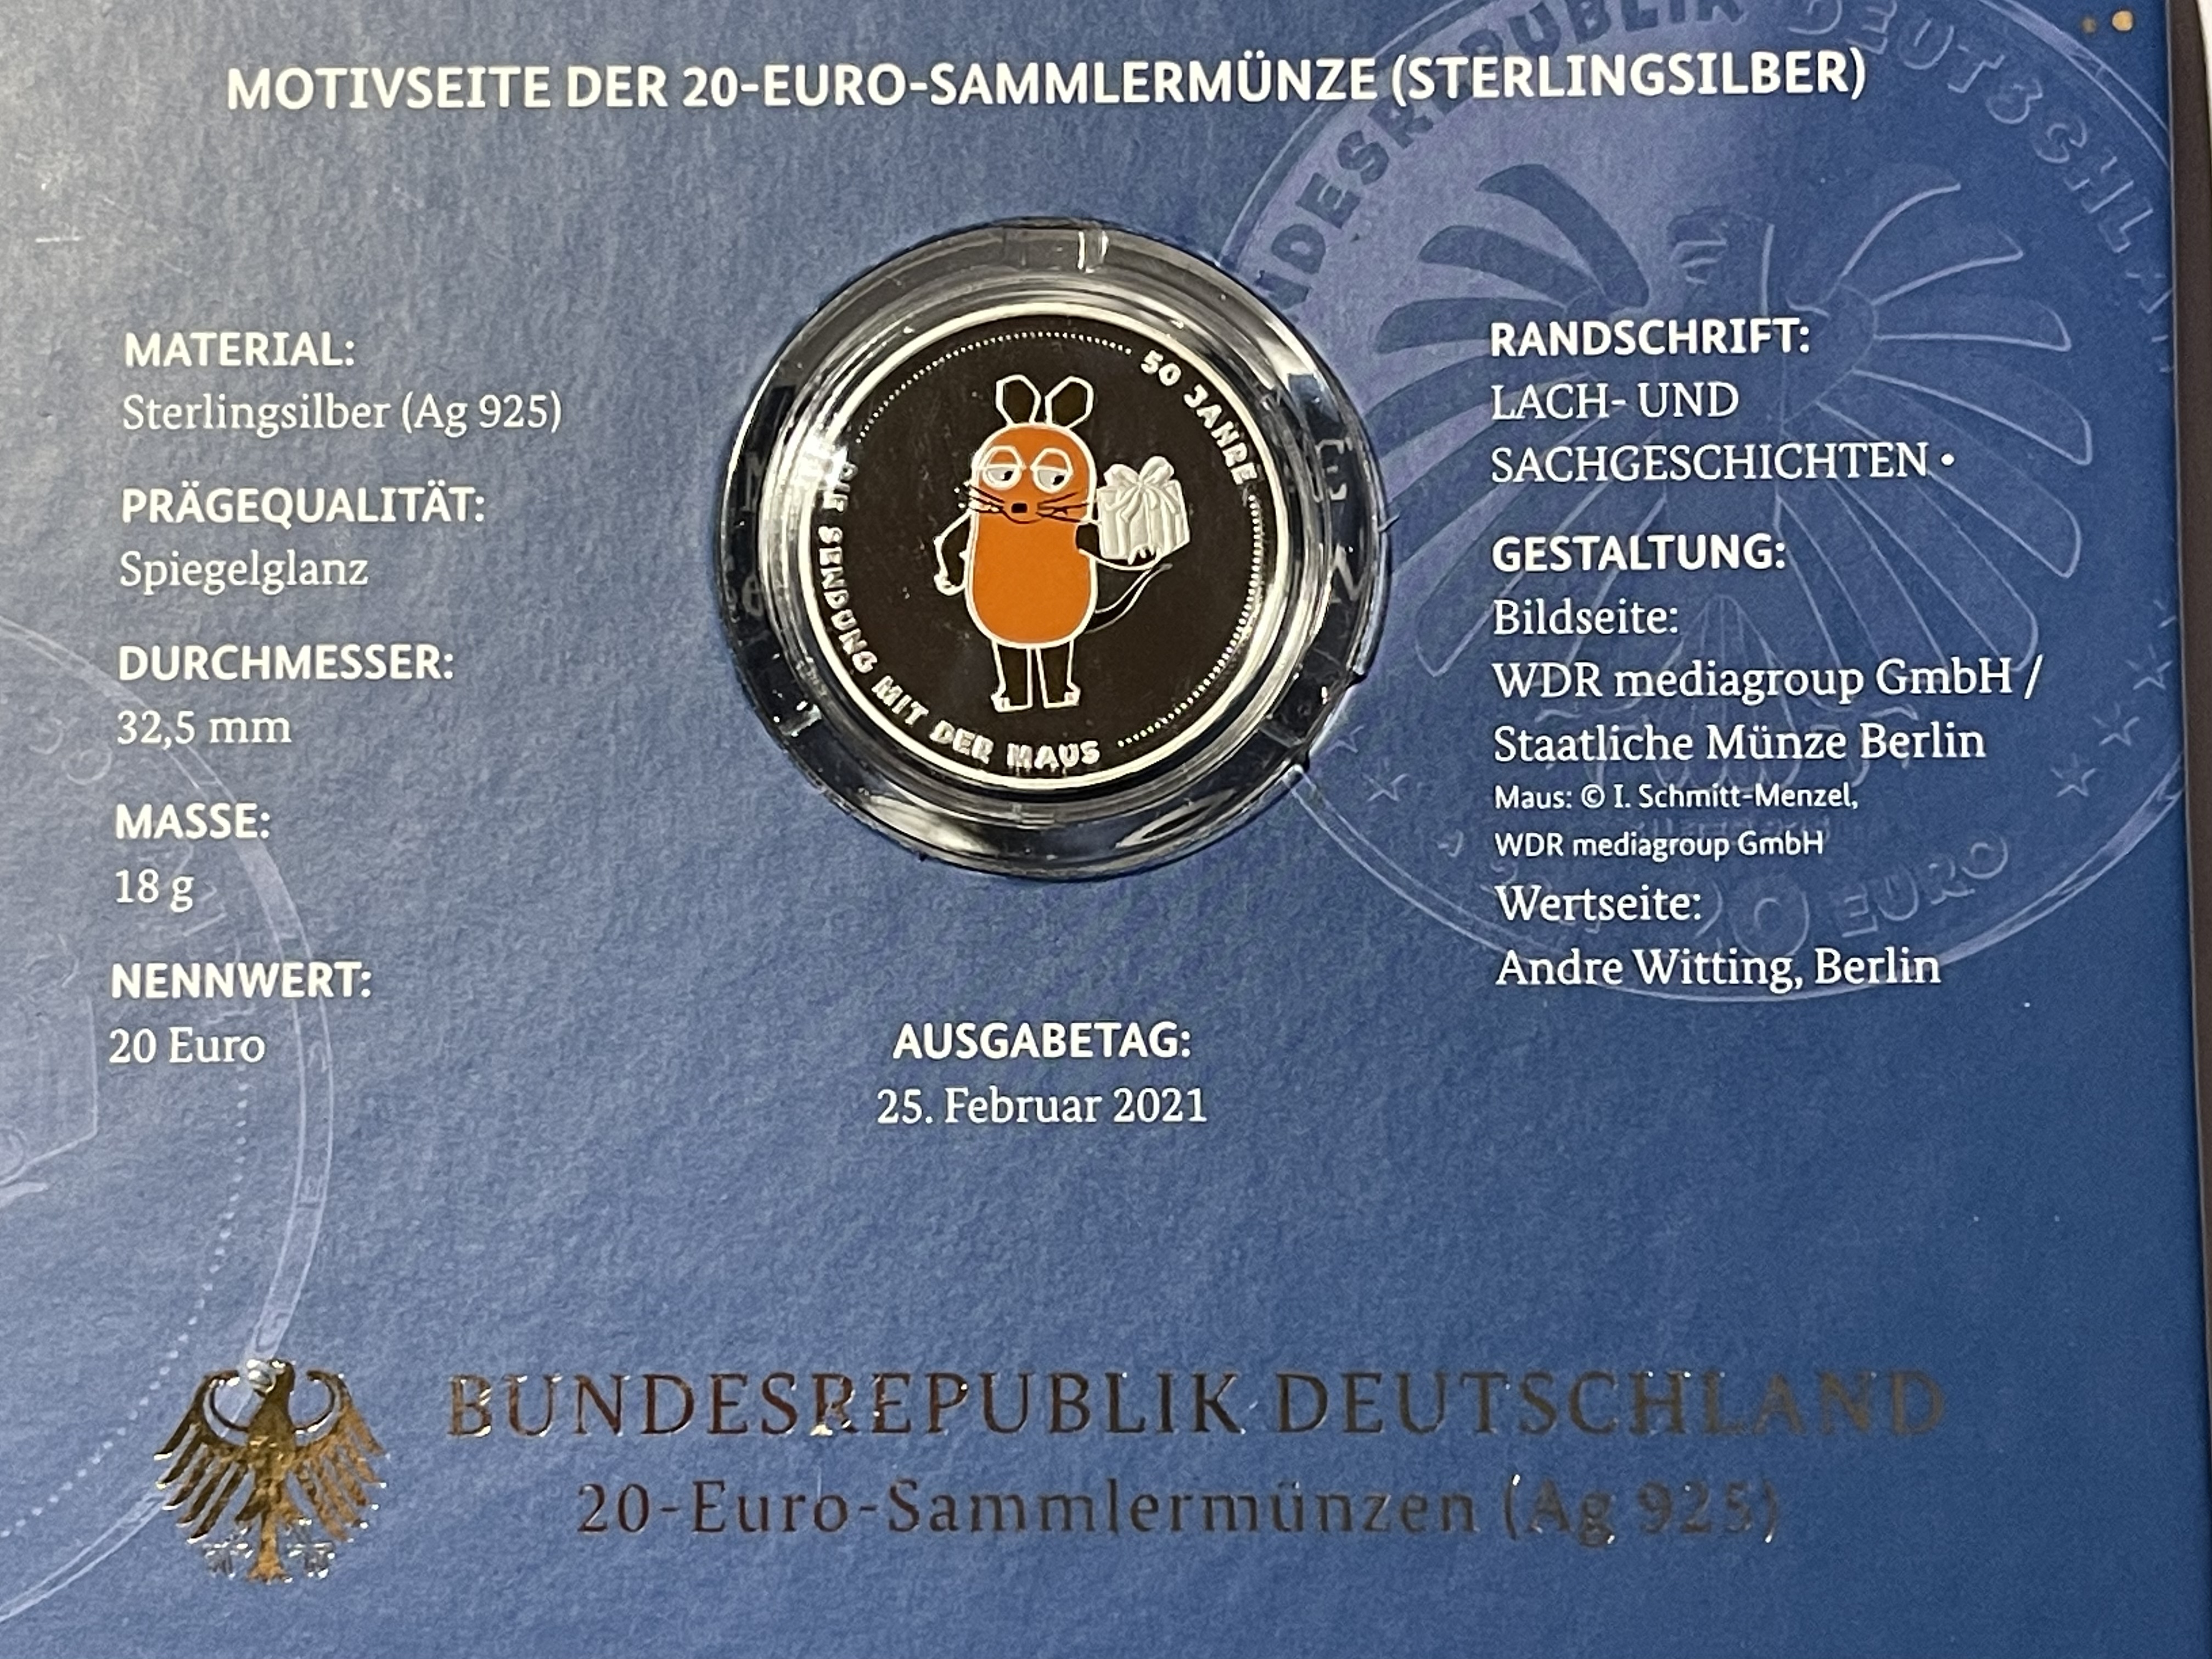 MOTIVSEITE DER 20-EURO-SAMMLERMÜNZE (STERLINGSILBER)
MATERIAL:
Sterlingsilber (Ag 925)
PRÄGEQUALITÄT:
Spiegelglanz
DURCHMESSER:
32,5 mm
MASSE:
18 g
NENNWERT:
20 Euro
50 JAHRE
DIE SENDUNG MIT DER MAUS
AUSGABETAG:
25. Februar 2021
RANDSCHRIFT:
LACH- UND
SACHGESCHICHTEN •
GESTALTUNG:
Bildseite:
WDR mediagroup GmbH /
Staatliche Münze Berlin
Maus: © I. Schmitt-Menzel,
WDR mediagroup GmbH
Wertseite:
Andre Witting, Berlin
EURO
BUNDESREPUBLIK DEUTSCHLAND
20-Euro-Sammlermünzen (Ag 925)